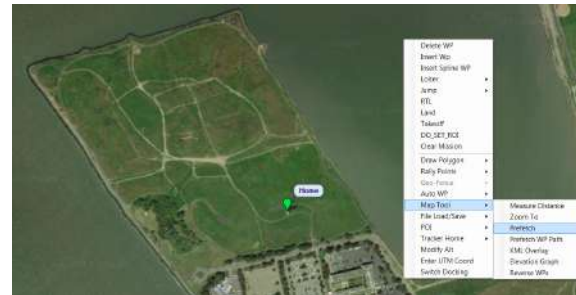 Home
Delete WP
Insert Wp
Insert Spline WP
Loiter
Jump
RTL
Land
Takeoff
DO_SET_ROI
Clear Mission
Draw Polygon
Rally Points
Geo-Fence
Auto WP
Map Tool
File Load/Save
POI
Tracker Home
Modify Alt
Enter UTM Coord
Switch Docking
Measure Distance
Zoom To
Prefetch
Prefetch WP Path
KML Overlay
Elevation Graph
Reverse WPs